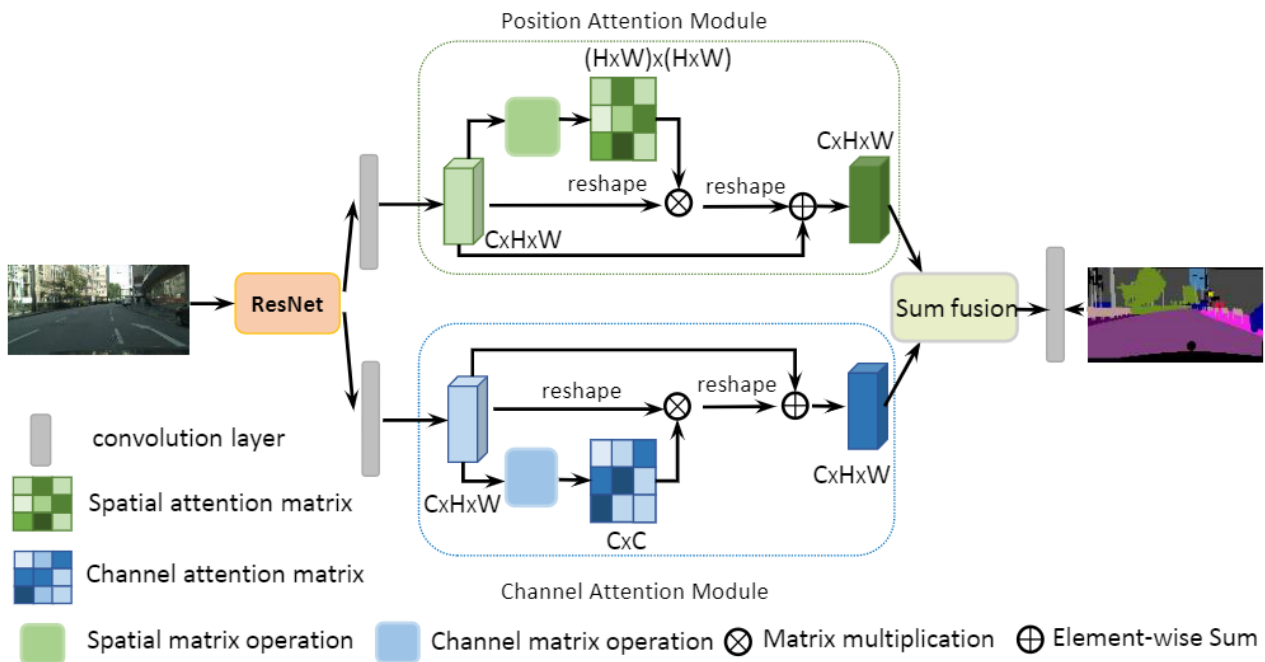 Position Attention Module
(HxW)x(HxW)
CxHxW
reshape
reshape
CxHxW
ResNet
Sum fusion
reshape
reshape
CxHxW
CxHxW
CxC
Channel Attention Module
convolution layer
Spatial attention matrix
Channel attention matrix
Spatial matrix operation
Channel matrix operation
Matrix multiplication
Element-wise Sum